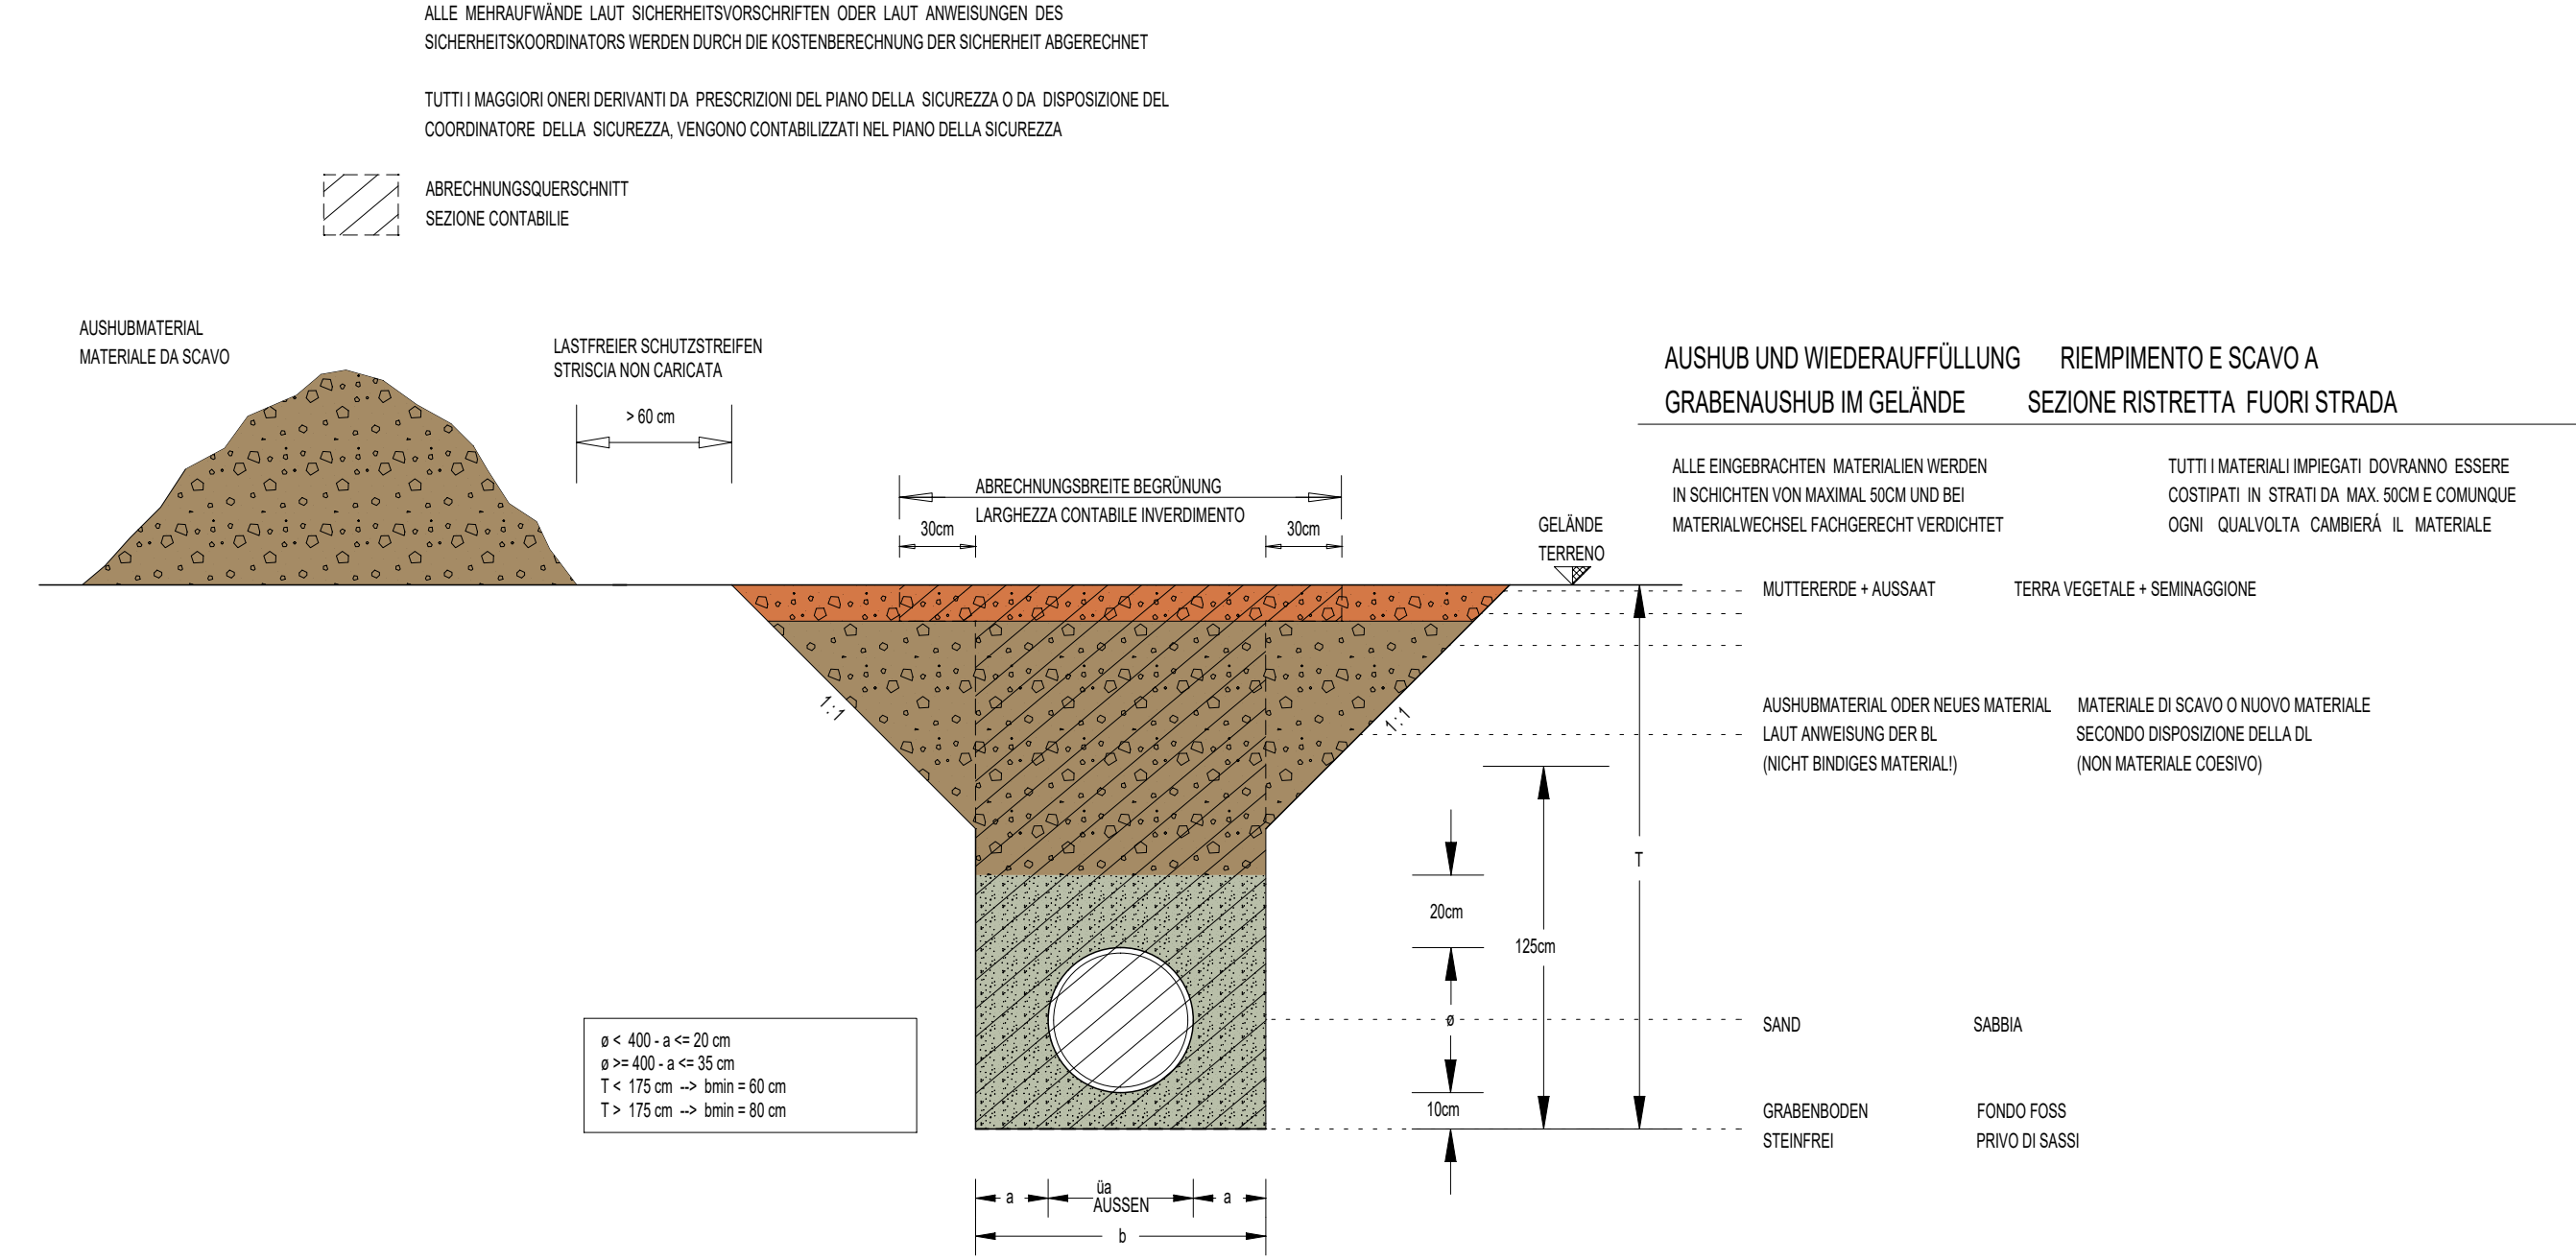 ALLE MEHRAUFWÄNDE LAUT SICHERHEITSVORSCHRIFTEN ODER LAUT ANWEISUNGEN DES
SICHERHEITSKOORDINATORS WERDEN DURCH DIE KOSTENBERECHNUNG DER SICHERHEIT ABGERECHNET
TUTTI I MAGGIORI ONERI DERIVANTI DA PRESCRIZIONI DEL PIANO DELLA SICUREZZA O DA DISPOSIZIONE DEL
COORDINATORE DELLA SICUREZZA, VENGONO CONTABILIZZATI NEL PIANO DELLA SICUREZZA
ABRECHNUNGSQUERSCHNITT
SEZIONE CONTABILIE
AUSHUBMATERIAL
MATERIALE DA SCAVO
LASTFREIER SCHUTZSTREIFEN
STRISCIA NON CARICATA
> 60 cm
ABRECHNUNGSBREITE BEGRÜNUNG
LARGHEZZA CONTABILE INVERDIMENTO
30cm
30cm
GELÄNDE
TERRENO
AUSHUB UND WIEDERAUFFÜLLUNG RIEMPIMENTO E SCAVO A
GRABENAUSHUB IM GELÄNDE SEZIONE RISTRETTA FUORI STRADA
ALLE EINGEBRACHTEN MATERIALIEN WERDEN
IN SCHICHTEN VON MAXIMAL 50CM UND BEI
MATERIALWECHSEL FACHGERECHT VERDICHTET
TUTTI I MATERIALI IMPIEGATI DOVRANNO ESSERE
COSTIPATI IN STRATI DA MAX. 50CM E COMUNQUE
OGNI QUALVOLTA CAMBIERÁ IL MATERIALE
MUTTERERDE + AUSSAAT TERRA VEGETALE + SEMINAGGIONE
1:1
1:1
AUSHUBMATERIAL ODER NEUES MATERIAL
LAUT ANWEISUNG DER BL
(NICHT BINDIGES MATERIAL!)
MATERIALE DI SCAVO O NUOVO MATERIALE
SECONDO DISPOSIZIONE DELLA DL
(NON MATERIALE COESIVO)
T
20cm
125cm
ø
10cm
SAND SABBIA
GRABENBODEN
STEINFREI
FONDO FOSS
PRIVO DI SASSI
ø < 400 - a <= 20 cm
ø >= 400 - a <= 35 cm
T < 175 cm --> bmin = 60 cm
T > 175 cm --> bmin = 80 cm
a
üa
AUSSEN
a
b